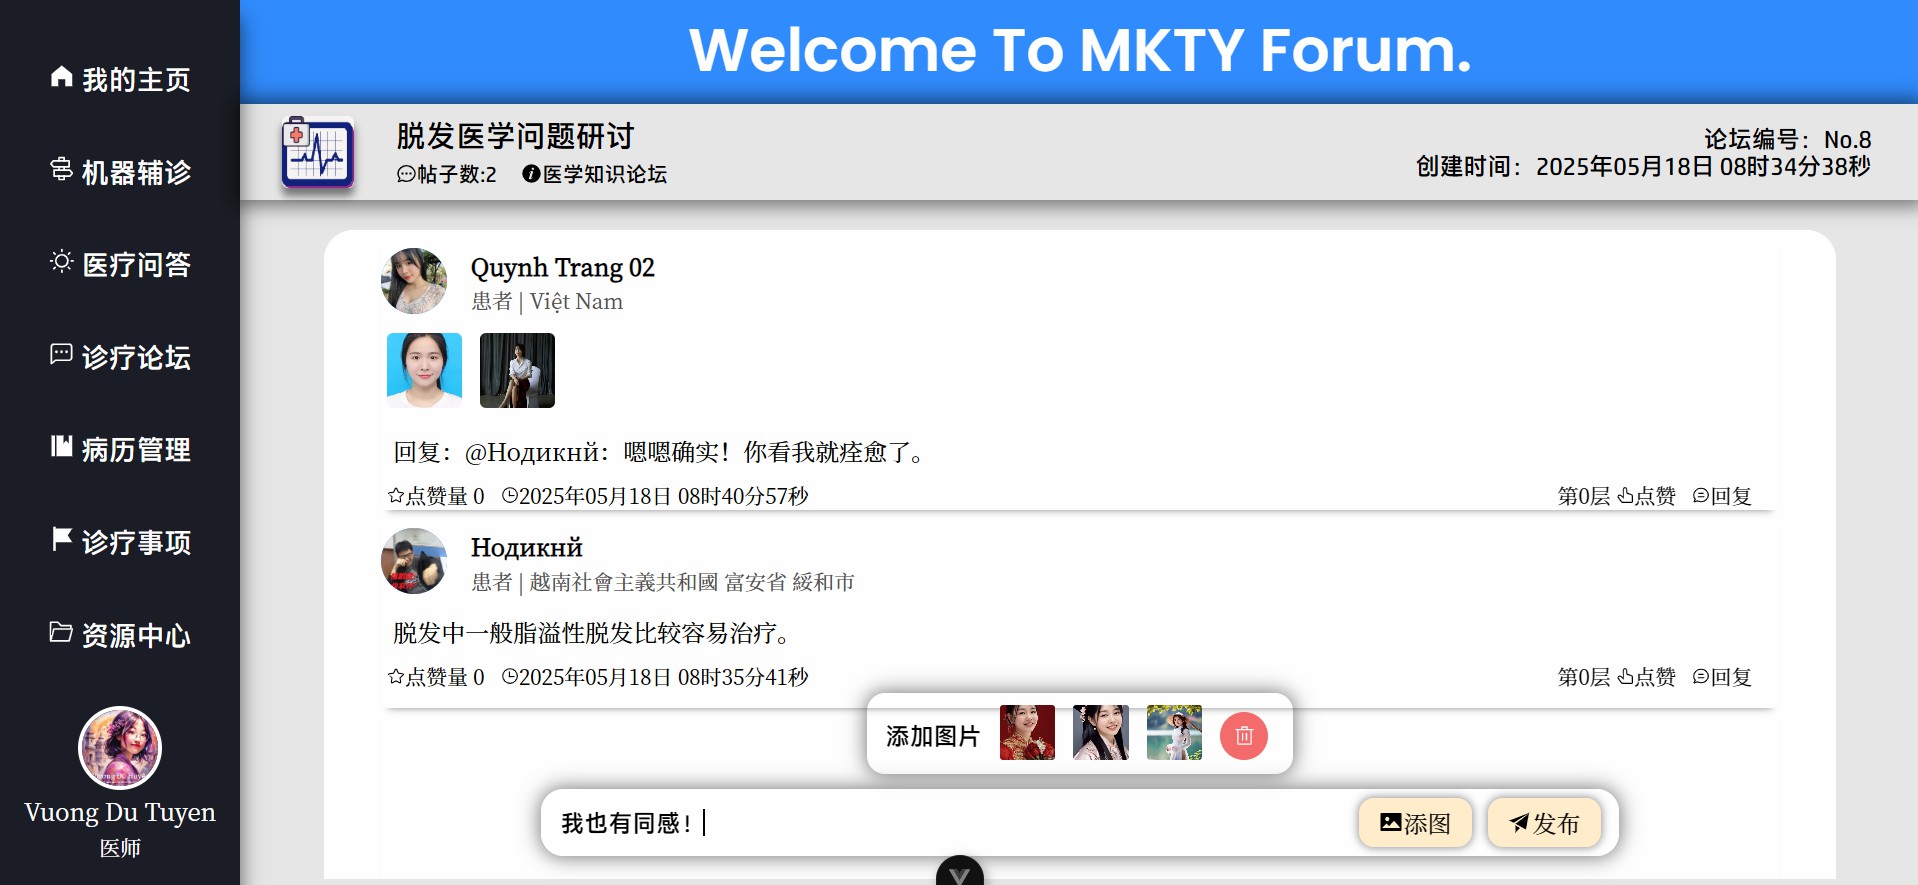 Welcome To MKTY Forum.
我的主页
机器辅诊
医疗问答
诊疗论坛
病历管理
诊疗事项
资源中心
Vuong Du Tuyen
医师
脱发医学问题研讨
帖子数:2 医学知识论坛
论坛编号：No.8
创建时间：2025年05月18日 08时34分38秒
Quynh Trang 02
患者 | Việt Nam
回复：@Нодикнй：嗯嗯确实！你看我就痊愈了。
点赞量 0 2025年05月18日 08时40分57秒
第0层 点赞 回复
Нодикнй
患者 | 越南社會主義共和國 富安省 綏和市
脱发中一般脂溢性脱发比较容易治疗。
点赞量 0 2025年05月18日 08时35分41秒
第0层 点赞 回复
添加图片
我也有同感！
添图
发布